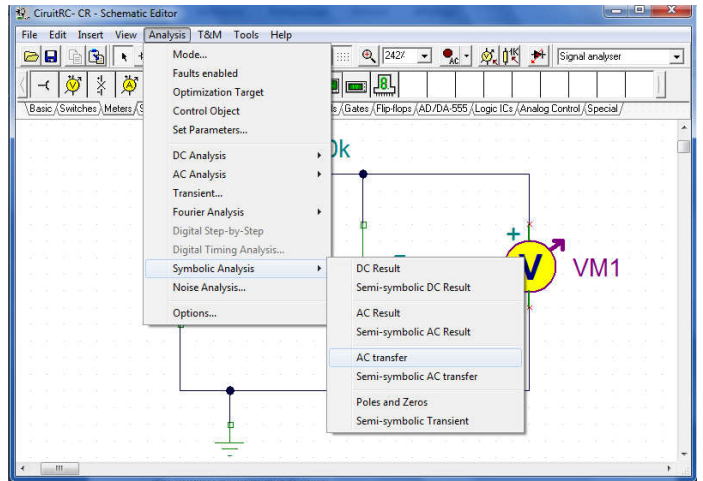 CiruitRC- CR - Schematic Editor
File Edit Insert View Analysis T&M Tools Help
242% AC 1K Signal analyser
Basic Switches Meters Gates Flip-flops AD/DA-555 Logic ICs Analog Control Special
Mode...
Faults enabled
Optimization Target
Control Object
Set Parameters...
DC Analysis
AC Analysis
Transient...
Fourier Analysis
Digital Step-by-Step
Digital Timing Analysis...
Symbolic Analysis
Noise Analysis...
Options...
DC Result
Semi-symbolic DC Result
AC Result
Semi-symbolic AC Result
AC transfer
Semi-symbolic AC transfer
Poles and Zeros
Semi-symbolic Transient
0k
+
V VM1